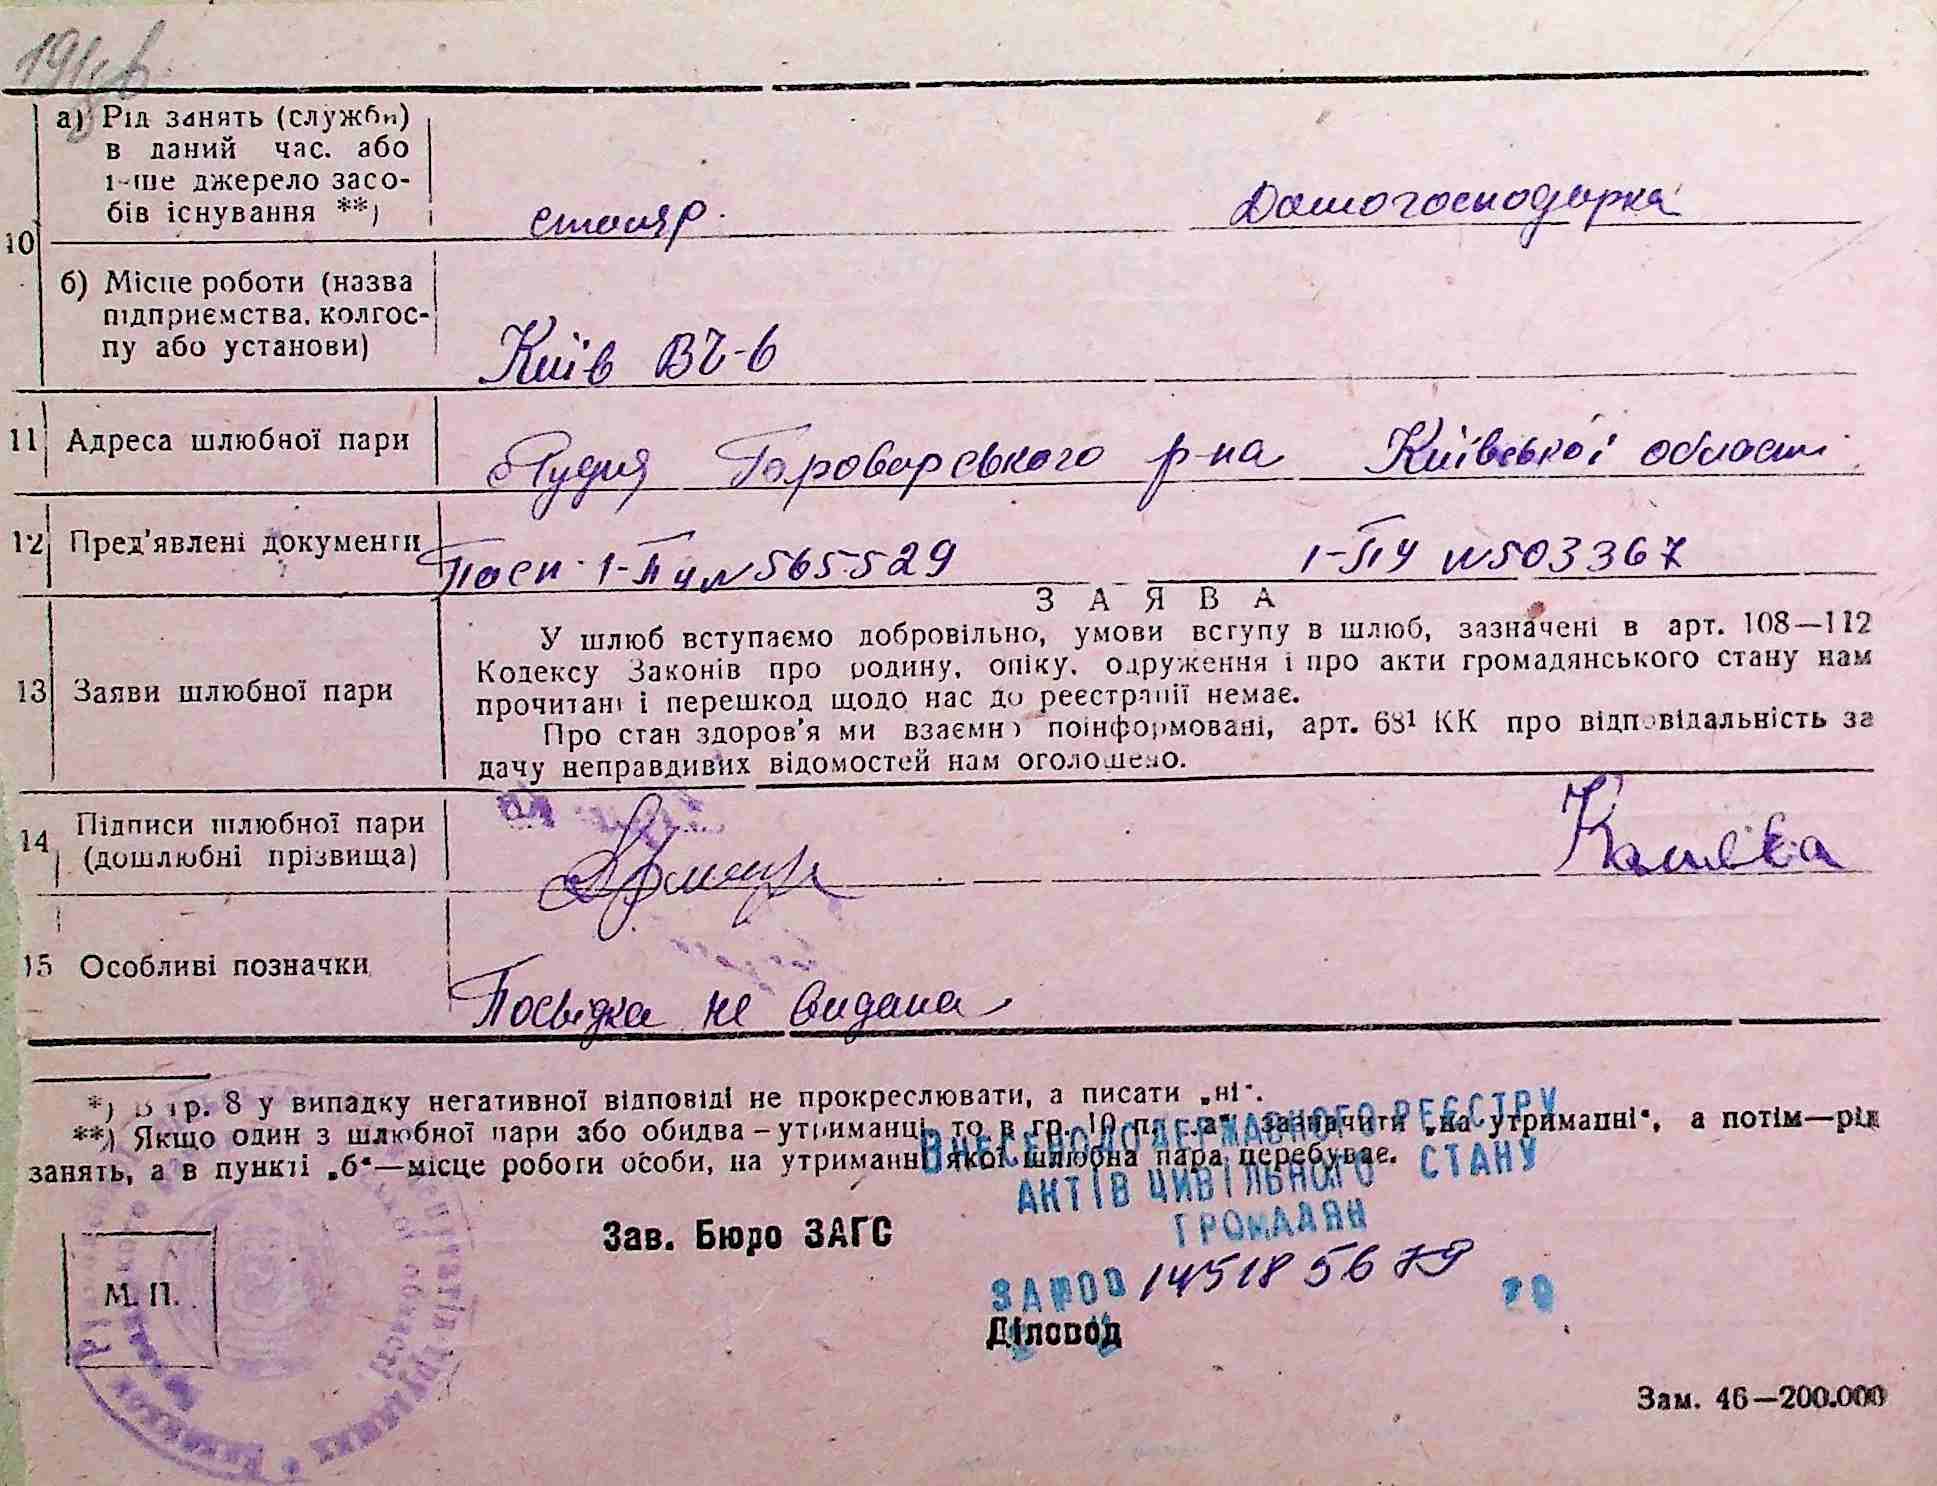 1946
10
а) Рід занять (служби)
в даний час. або
інше джерело засо-
бів існування **)
столяр.
Домогосподарка
б) Місце роботи (назва
підприємства, колгос-
пу або установи)
Київ ВЧ-6
11 Адреса шлюбної пари
Рудня Броварського р-на Київської області
12 Пред'явлені документи
Посп. 1-ПУ № 565529 1-ПУ № 503367
13 Заяви шлюбної пари
ЗАЯВА
У шлюб вступаємо добровільно, умови вступу в шлюб, зазначені в арт. 108—112
Кодексу Законів про родину, опіку, одруження і про акти громадянського стану нам
прочитані і перешкод щодо нас до реєстрації немає.
Про стан здоров'я ми взаємно поінформовані, арт. 68¹ КК про відповідальність за
дачу неправдивих відомостей нам оголошено.
14 Підписи шлюбної пари
(дошлюбні прізвища)
15 Особливі позначки
Посвідка не видана
*) В гр. 8 у випадку негативної відповіді не прокреслювати, а писати „ні“.
**) Якщо один з шлюбної пари або обидва – утриманці, то в гр. 10 п. „а“ зазначити „на утриманні“, а потім—рід
занять, а в пункті „б“—місце роботи особи, на утриманні якої шлюбна пара перебуває.
ВНЕСЕНО ДО ДЕРЖАВНОГО РЕЄСТРУ
АКТІВ ЦИВІЛЬНОГО СТАНУ
ГРОМАДЯН
Зав. Бюро ЗАГС
М. П.
14518 56 79
20
Діловод
Зам. 46—200.000